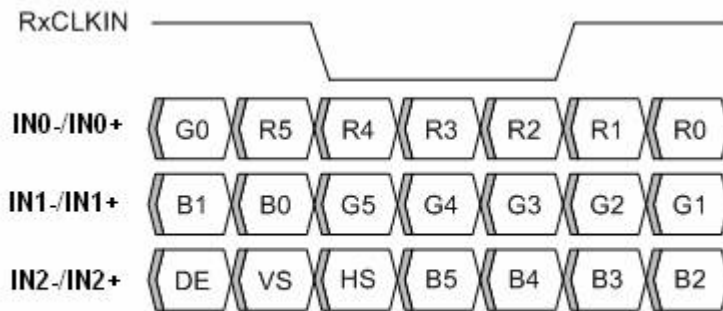 RxCLKIN
IN0-/IN0+ G0 R5 R4 R3 R2 R1 R0
IN1-/IN1+ B1 B0 G5 G4 G3 G2 G1
IN2-/IN2+ DE VS HS B5 B4 B3 B2